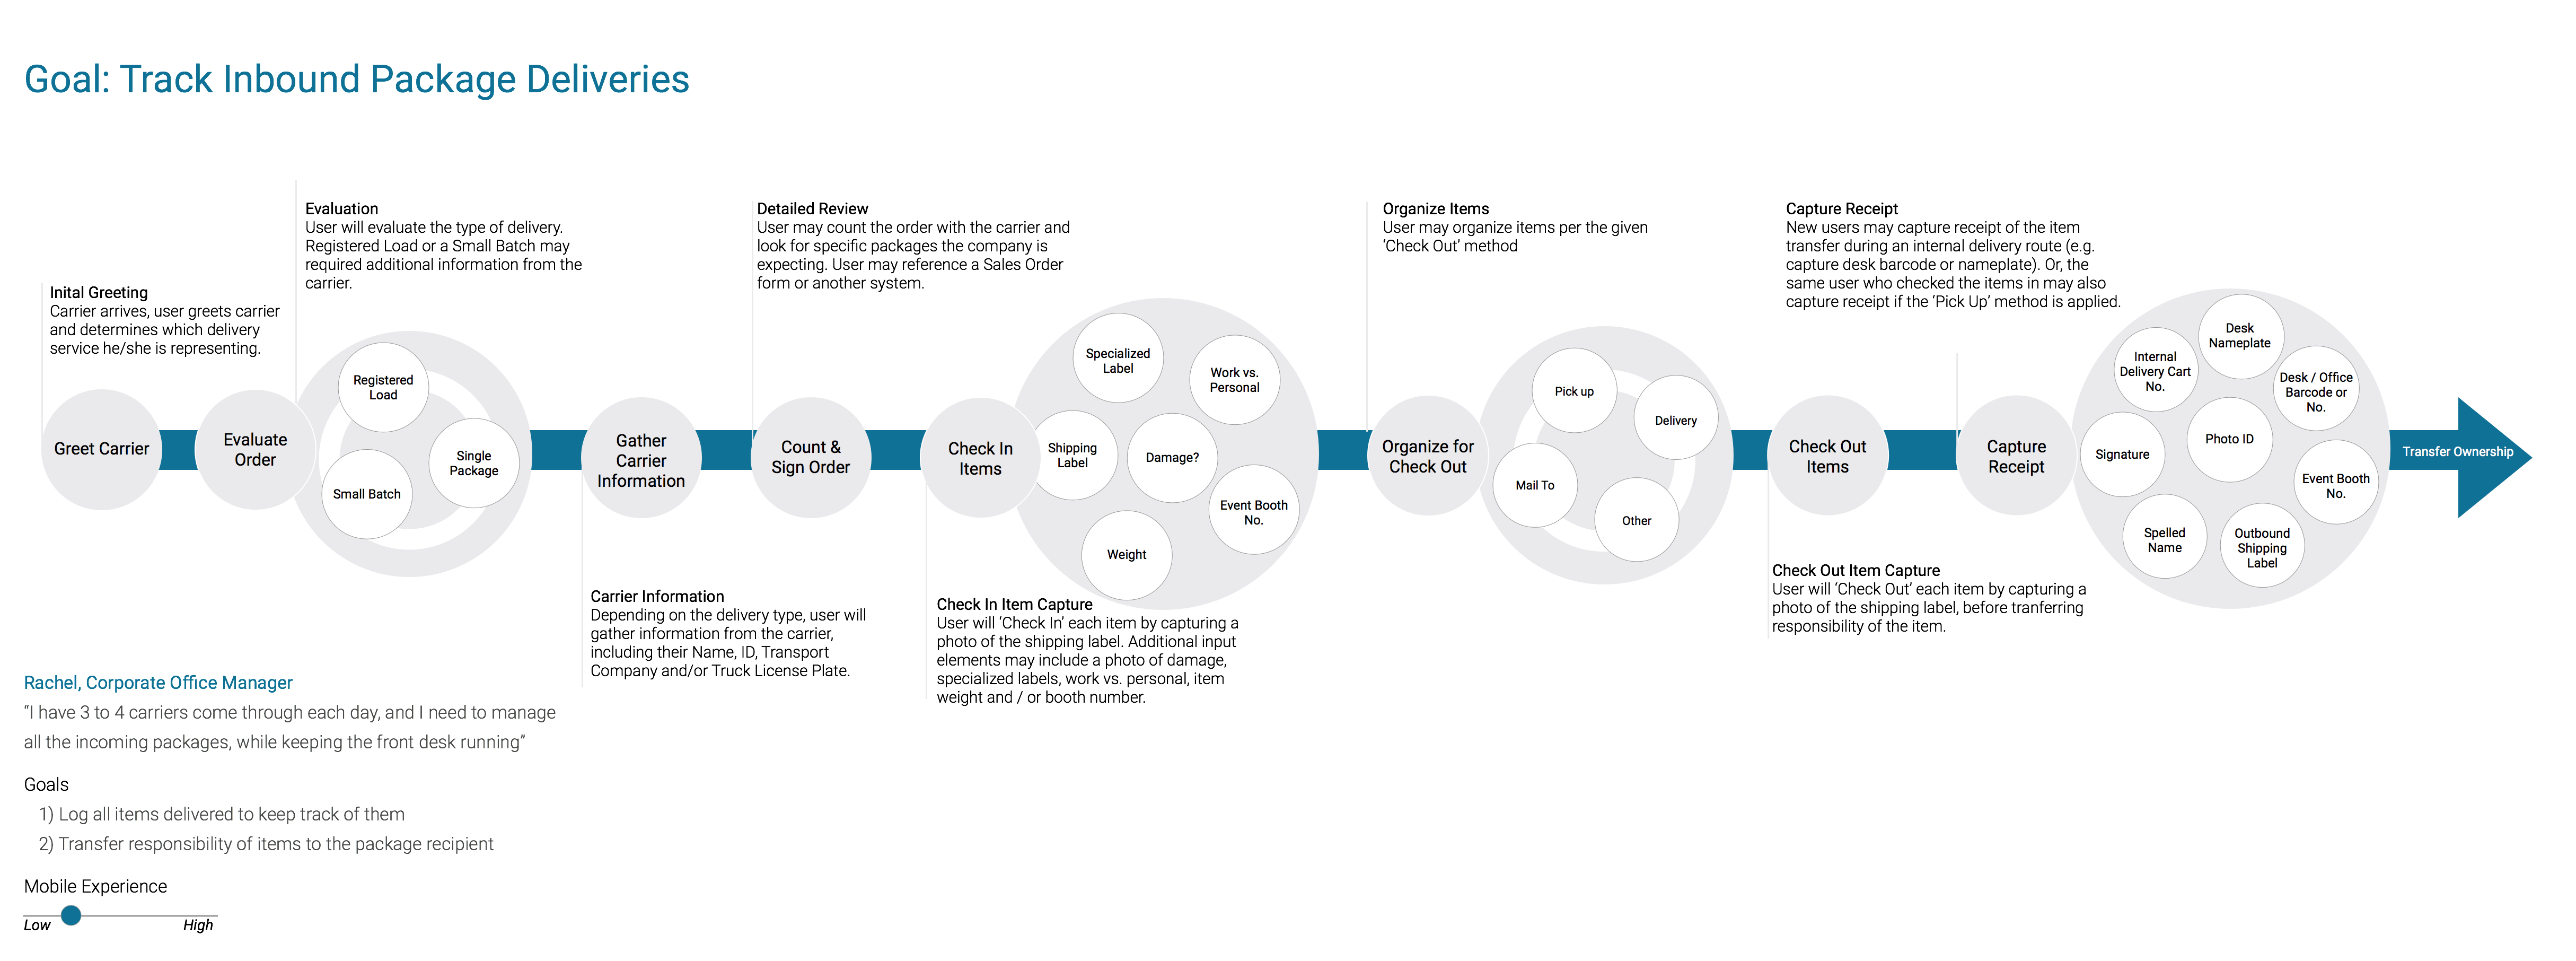 Goal: Track Inbound Package Deliveries
Inital Greeting
Carrier arrives, user greets carrier
and determines which delivery
service he/she is representing.
Evaluation
User will evaluate the type of delivery.
Registered Load or a Small Batch may
required additional information from the
carrier.
Detailed Review
User may count the order with the carrier and
look for specific packages the company is
expecting. User may reference a Sales Order
form or another system.
Organize Items
User may organize items per the given
‘Check Out’ method
Capture Receipt
New users may capture receipt of the item
transfer during an internal delivery route (e.g.
capture desk barcode or nameplate). Or, the
same user who checked the items in may also
capture receipt if the ‘Pick Up’ method is applied.
Greet Carrier
Evaluate
Order
Registered
Load
Single
Package
Small Batch
Gather
Carrier
Information
Count &
Sign Order
Check In
Items
Specialized
Label
Work vs.
Personal
Shipping
Label
Damage?
Event Booth
No.
Weight
Organize for
Check Out
Pick up
Delivery
Mail To
Other
Check Out
Items
Capture
Receipt
Desk
Nameplate
Internal
Delivery Cart
No.
Desk / Office
Barcode or
No.
Photo ID
Signature
Event Booth
No.
Spelled
Name
Outbound
Shipping
Label
Transfer Ownership
Carrier Information
Depending on the delivery type, user will
gather information from the carrier,
including their Name, ID, Transport
Company and/or Truck License Plate.
Check In Item Capture
User will ‘Check In’ each item by capturing a
photo of the shipping label. Additional input
elements may include a photo of damage,
specialized labels, work vs. personal, item
weight and / or booth number.
Check Out Item Capture
User will ‘Check Out’ each item by capturing a
photo of the shipping label, before tranferring
responsibility of the item.
Rachel, Corporate Office Manager
“I have 3 to 4 carriers come through each day, and I need to manage
all the incoming packages, while keeping the front desk running”
Goals
1) Log all items delivered to keep track of them
2) Transfer responsibility of items to the package recipient
Mobile Experience
Low High